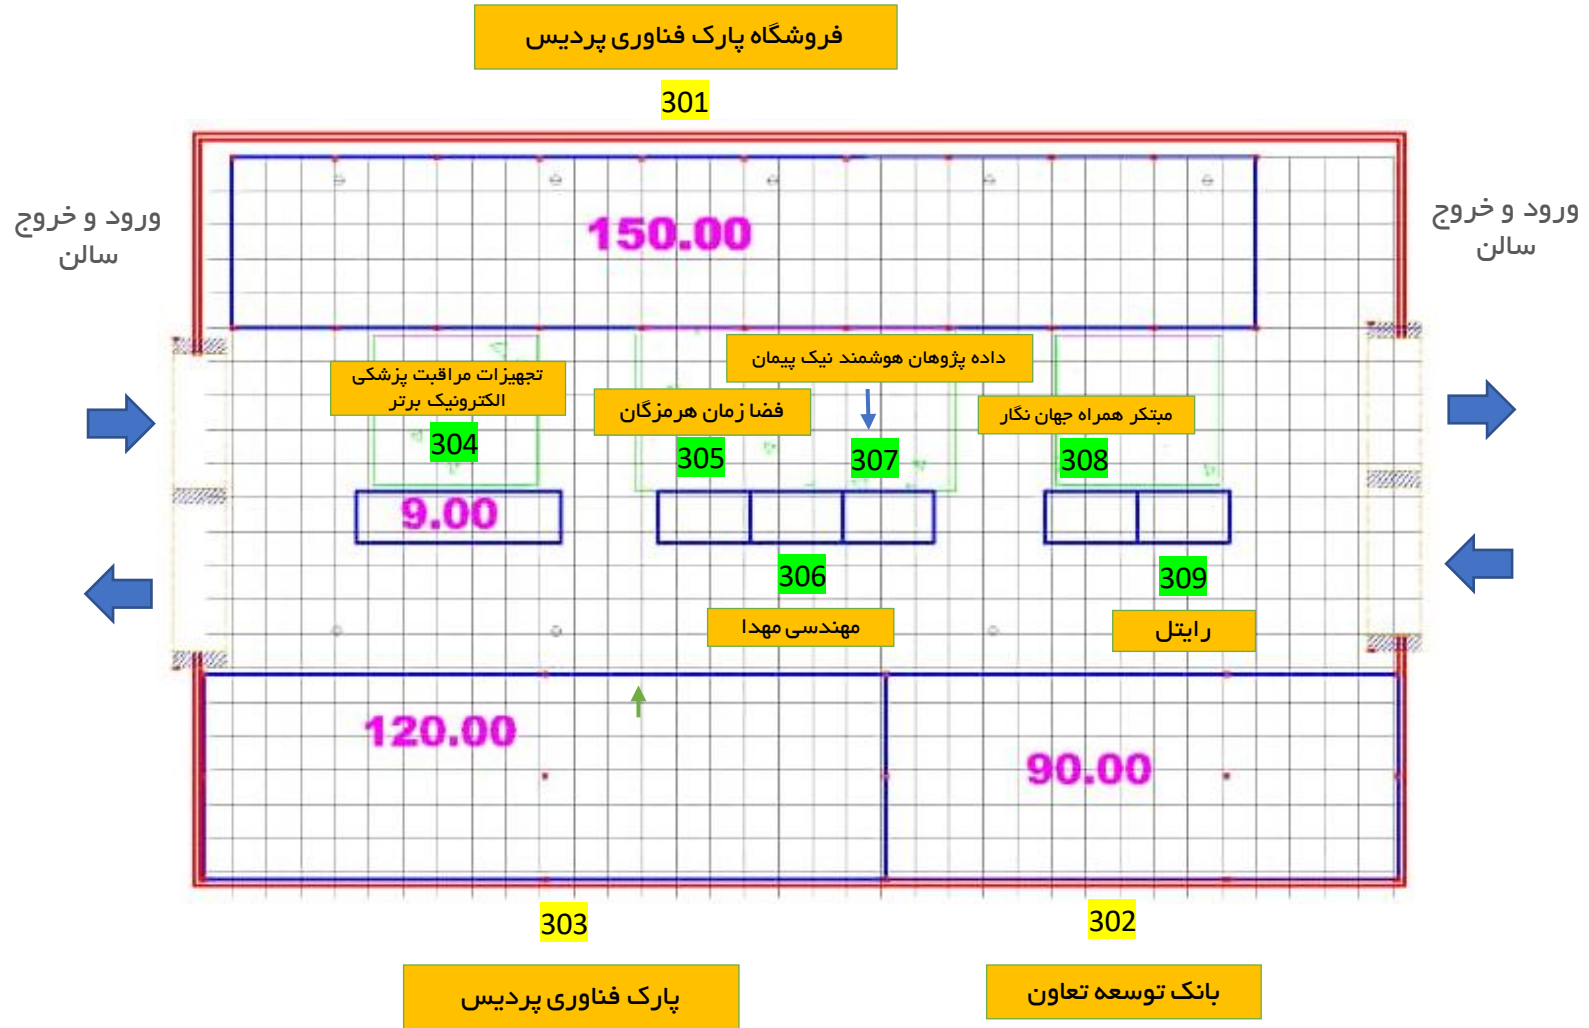 فروشگاه پارک فناوری پردیس
301
ورود و خروج
سالن
ورود و خروج
سالن
150.00
داده پژوهان هوشمند نیک پیمان
تجهیزات مراقبت پزشکی
الکترونیک برتر
فضا زمان هرمزگان
مبتکر همراه جهان نگار
304
305
307
308
9.00
306
309
مهندسی مهدا
رایتل
120.00
90.00
303
302
پارک فناوری پردیس
بانک توسعه تعاون